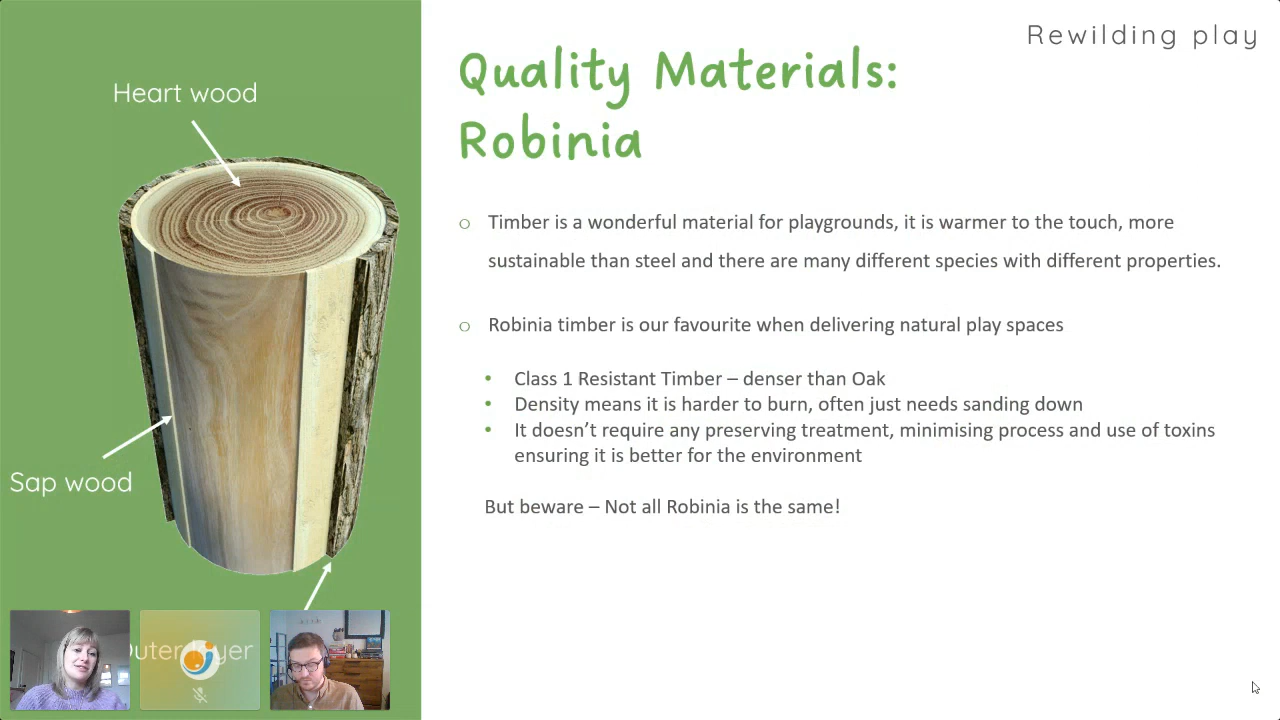 Rewilding play
Quality Materials:
Robinia
Heart wood
Sap wood
Outer layer
Timber is a wonderful material for playgrounds, it is warmer to the touch, more
sustainable than steel and there are many different species with different properties.
Robinia timber is our favourite when delivering natural play spaces
Class 1 Resistant Timber – denser than Oak
Density means it is harder to burn, often just needs sanding down
It doesn’t require any preserving treatment, minimising process and use of toxins
ensuring it is better for the environment
But beware – Not all Robinia is the same!